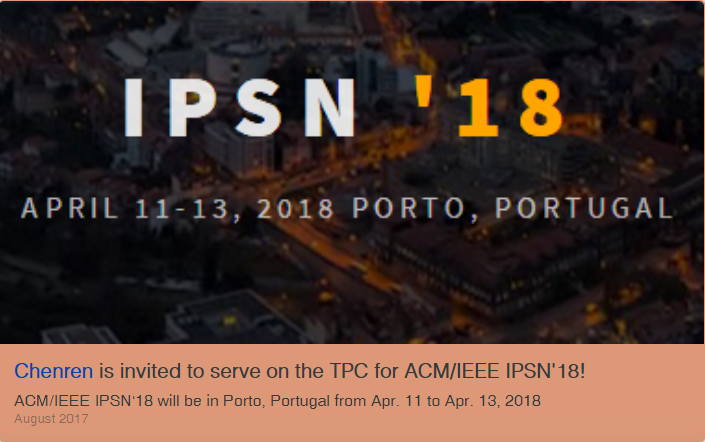 IPSN '18
APRIL 11-13, 2018 PORTO, PORTUGAL
Chenren is invited to serve on the TPC for ACM/IEEE IPSN'18!
ACM/IEEE IPSN'18 will be in Porto, Portugal from Apr. 11 to Apr. 13, 2018
August 2017